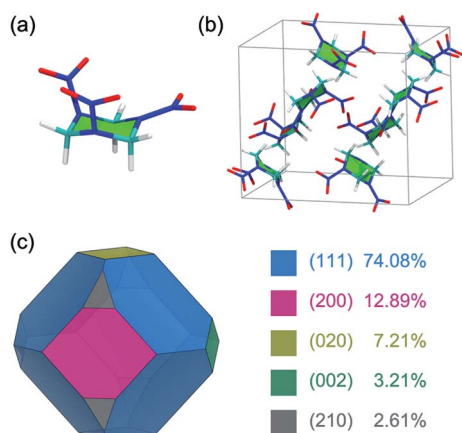 (a)
(b)
(c)
(111) 74.08%
(200) 12.89%
(020) 7.21%
(002) 3.21%
(210) 2.61%